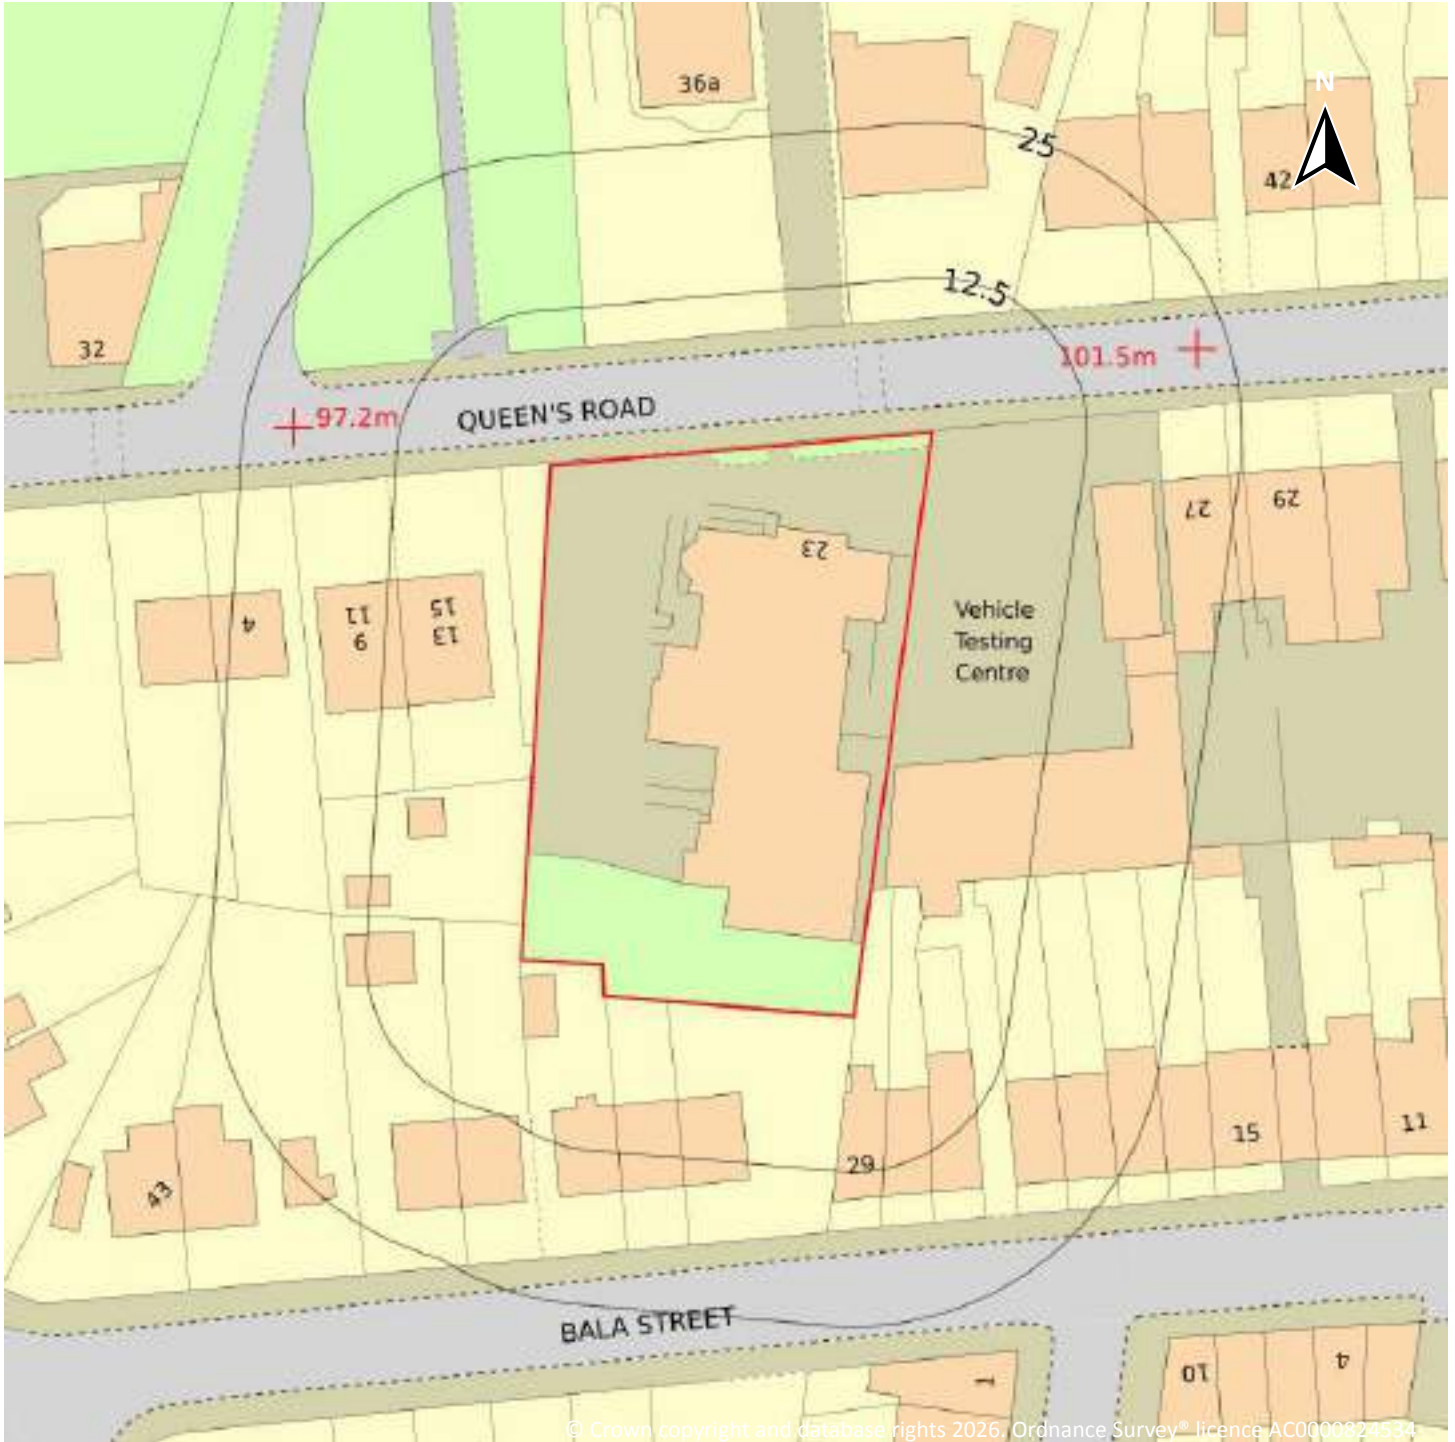 36a
N
25
42
12.5
32
101.5m
97.2m
QUEEN'S ROAD
27
29
23
4
11
9
15
13
Vehicle
Testing
Centre
43
29
15
11
BALA STREET
1
10
4
© Crown copyright and database rights 2026. Ordnance Survey® licence AC0000824534